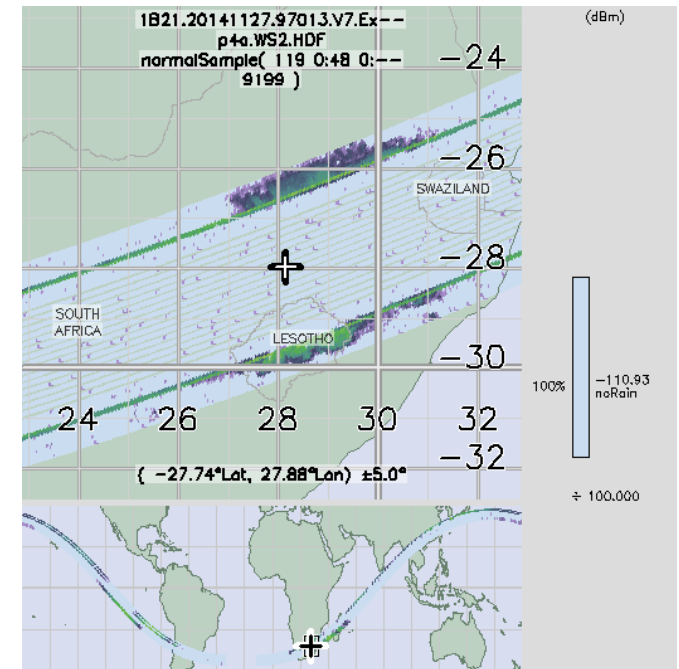 1B21.20141127.97013.V7.Ex--
p4a.WS2.HDF
normalSample( 119 0:48 0:--
9199 )
(dBm)
-24
-26
SWAZILAND
-28
SOUTH
AFRICA
LESOTHO
-30
100%
-110.93
noRain
24 26 28 30 32
-32
( -27.74°Lat, 27.88°Lon) ±5.0°
÷ 100.000